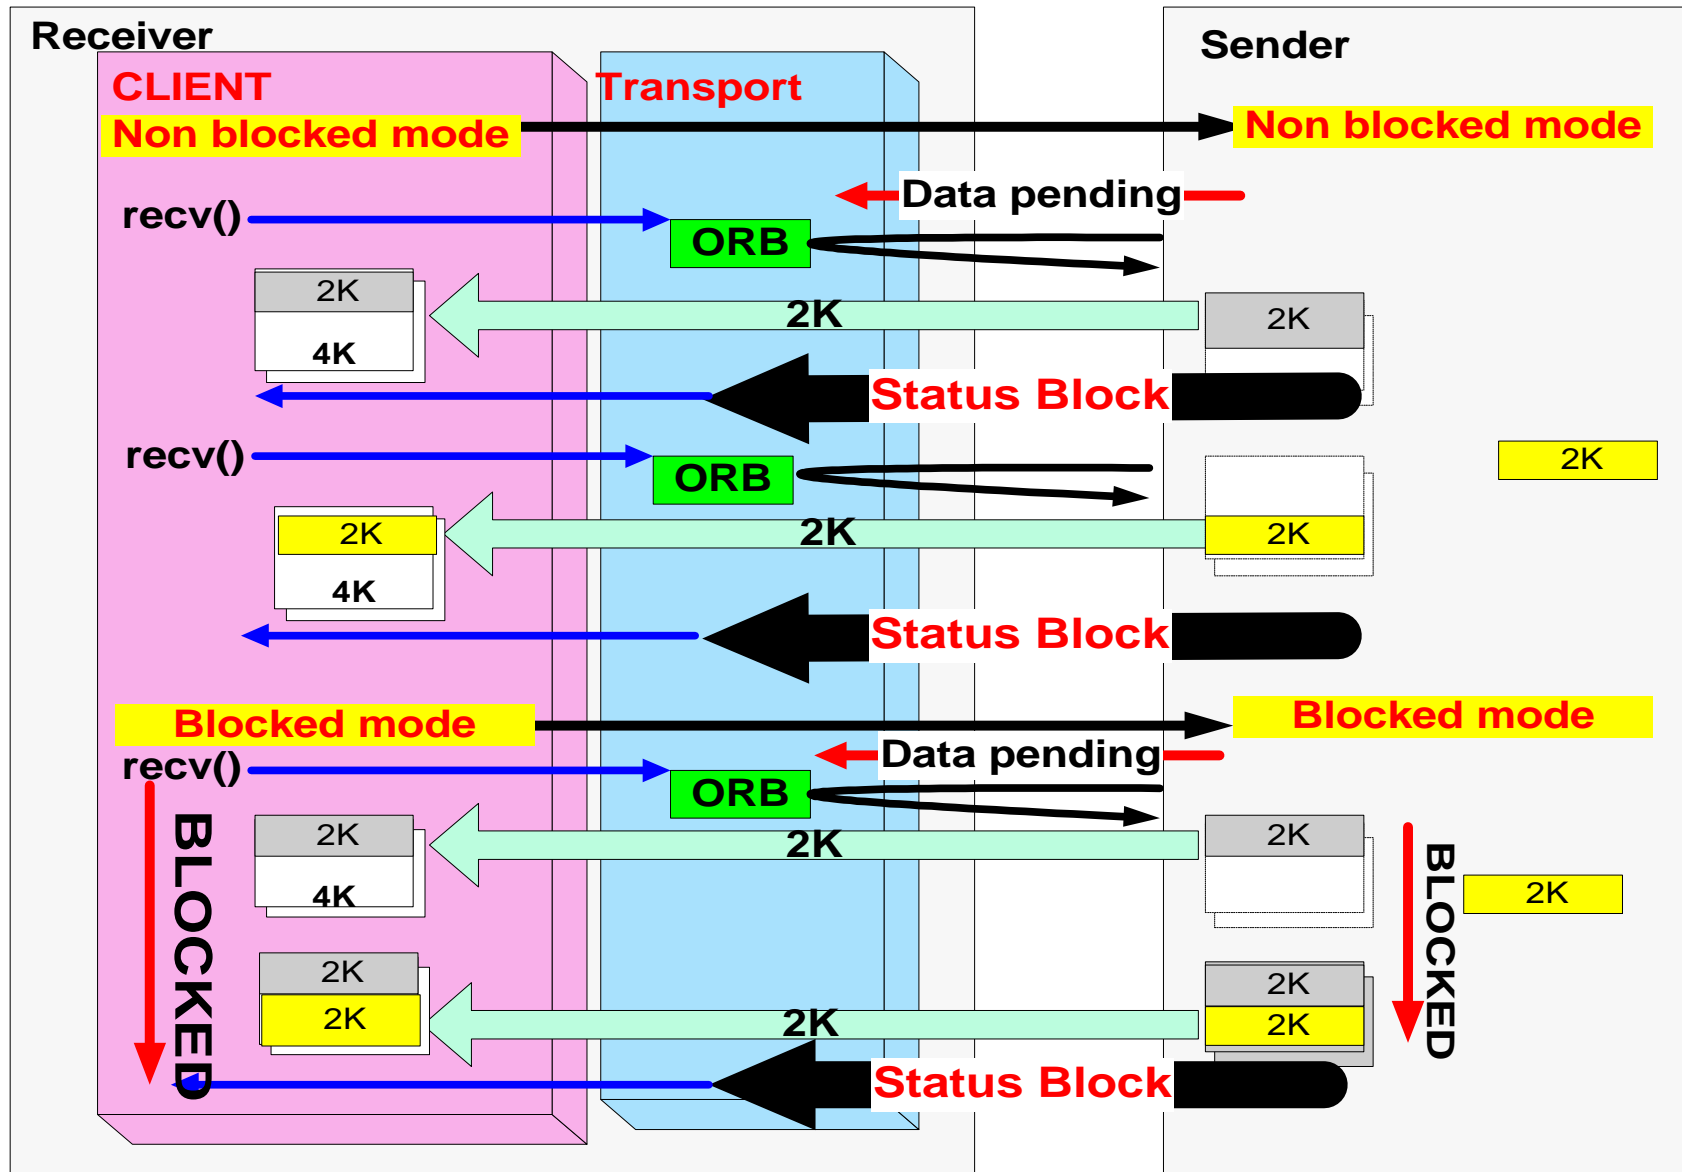 Receiver
Sender
CLIENT
Transport
Non blocked mode
Non blocked mode
Data pending
recv()
ORB
2K
2K
2K
4K
Status Block
recv()
2K
ORB
2K
2K
2K
4K
Status Block
Blocked mode
Blocked mode
Data pending
recv()
ORB
BLOCKED
2K
2K
2K
4K
BLOCKED
2K
2K
2K
2K
2K
2K
Status Block